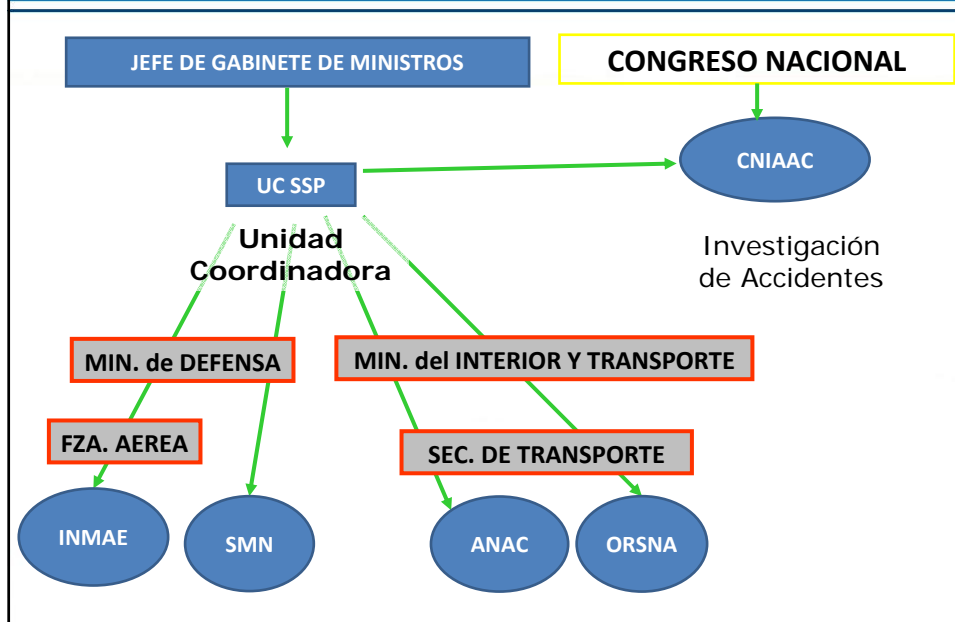 JEFE DE GABINETE DE MINISTROS
CONGRESO NACIONAL
CNIAAC
UC SSP
Unidad
Coordinadora
Investigación
de Accidentes
MIN. de DEFENSA
MIN. del INTERIOR Y TRANSPORTE
FZA. AEREA
SEC. DE TRANSPORTE
INMAE
SMN
ANAC
ORSNA